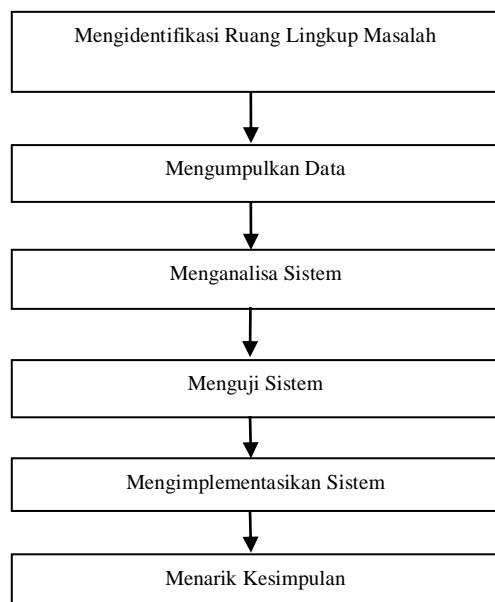 Mengidentifikasi Ruang Lingkup Masalah
Mengumpulkan Data
Menganalisa Sistem
Menguji Sistem
Mengimplementasikan Sistem
Menarik Kesimpulan